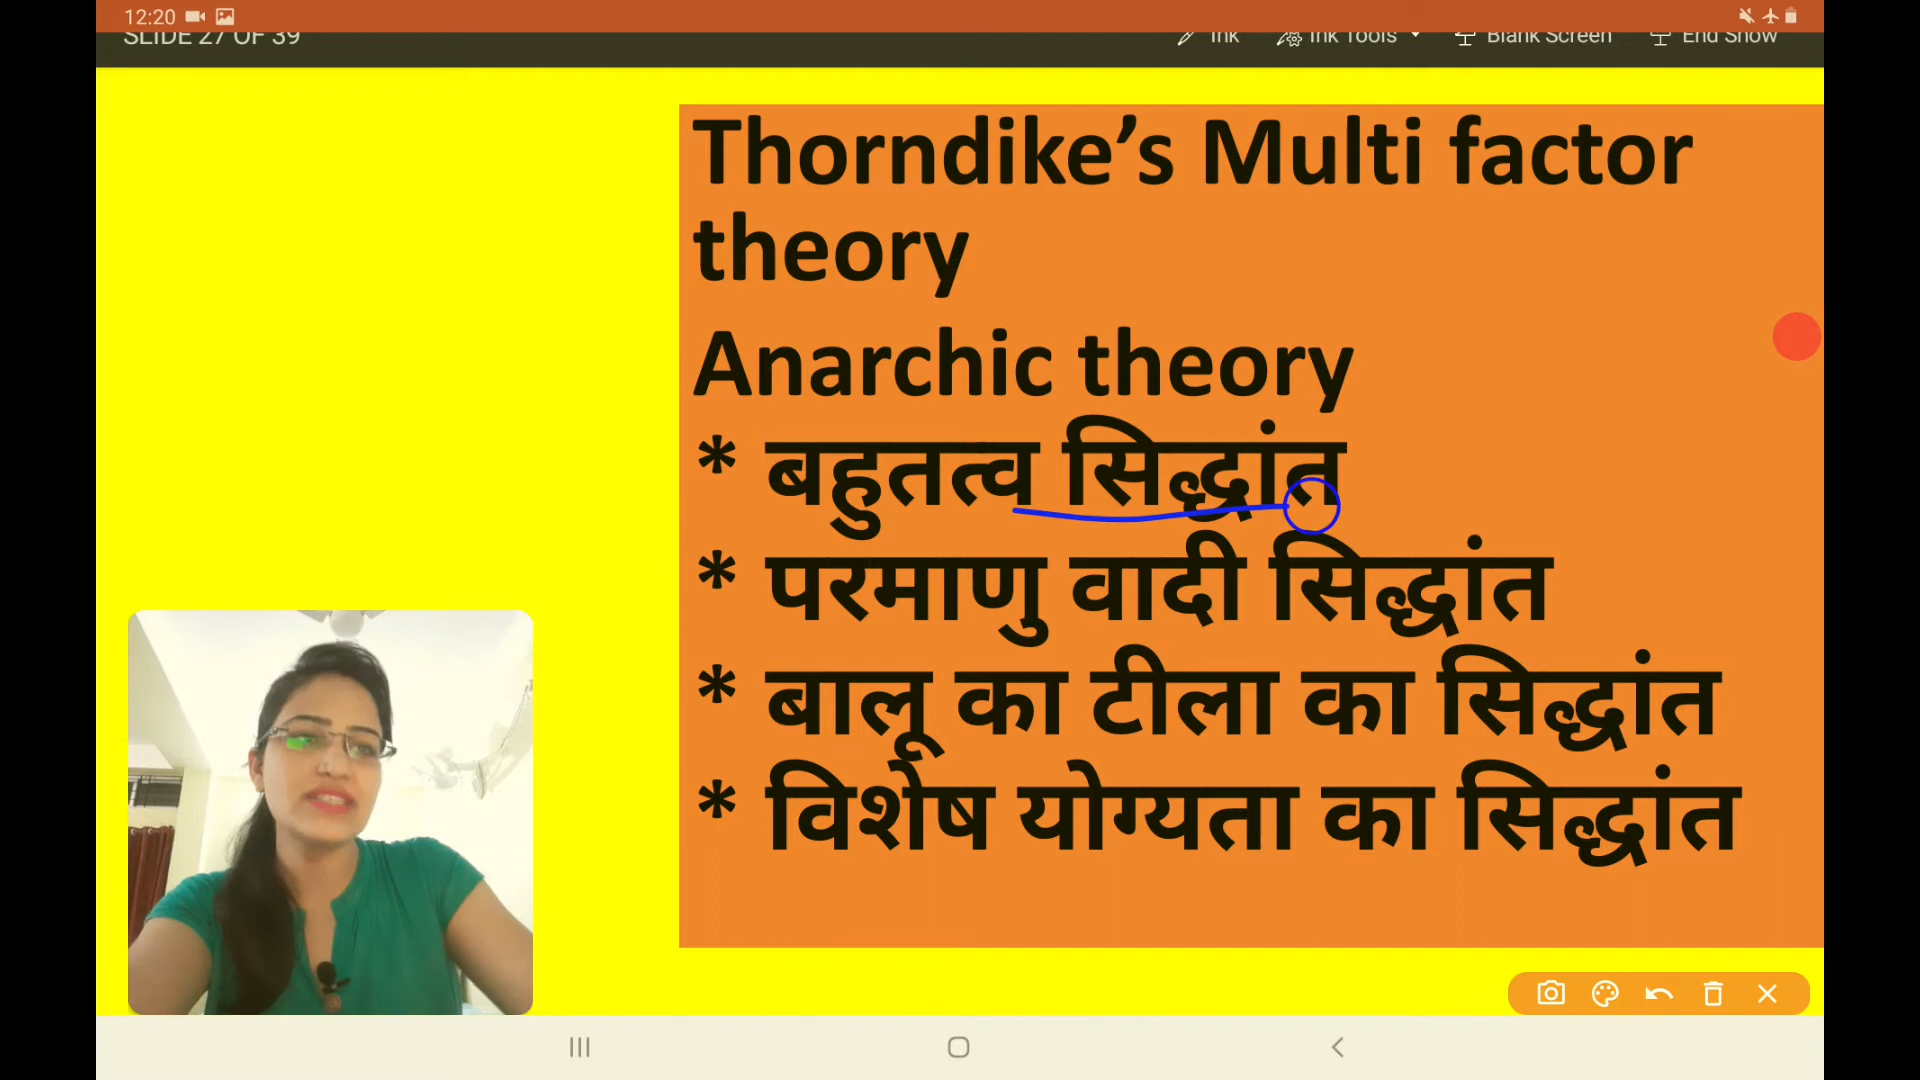 12:20
SLIDE 27 OF 39 Ink Ink Tools Blank Screen End Show
Thorndike’s Multi factor
theory
Anarchic theory
* बहुतत्व सिद्धांत
* परमाणु वादी सिद्धांत
* बालू का टीला का सिद्धांत
* विशेष योग्यता का सिद्धांत